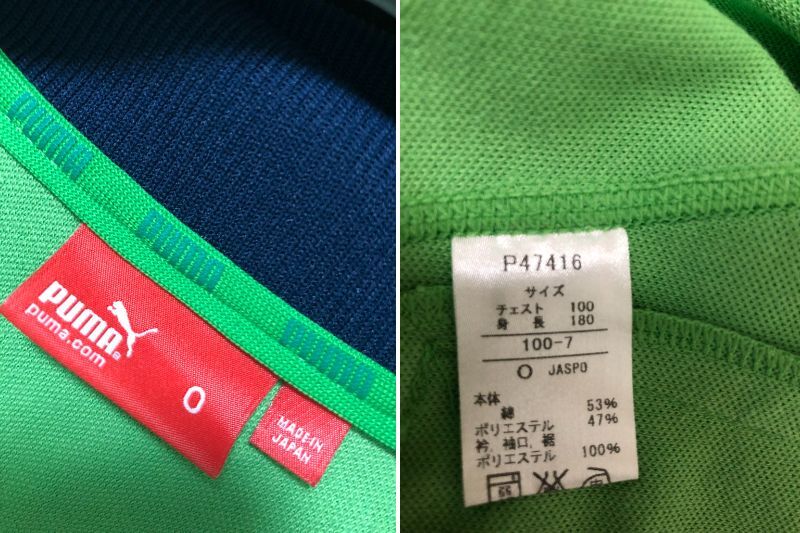 PUMA
PUMA
PUMA
PUMA
puma.com
O
MADE IN
JAPAN
P47416
サイズ
チェスト 100
身長 180
100-7
O JASPO
本体
綿 53%
ポリエステル 47%
衿、袖口、裾
ポリエステル 100%